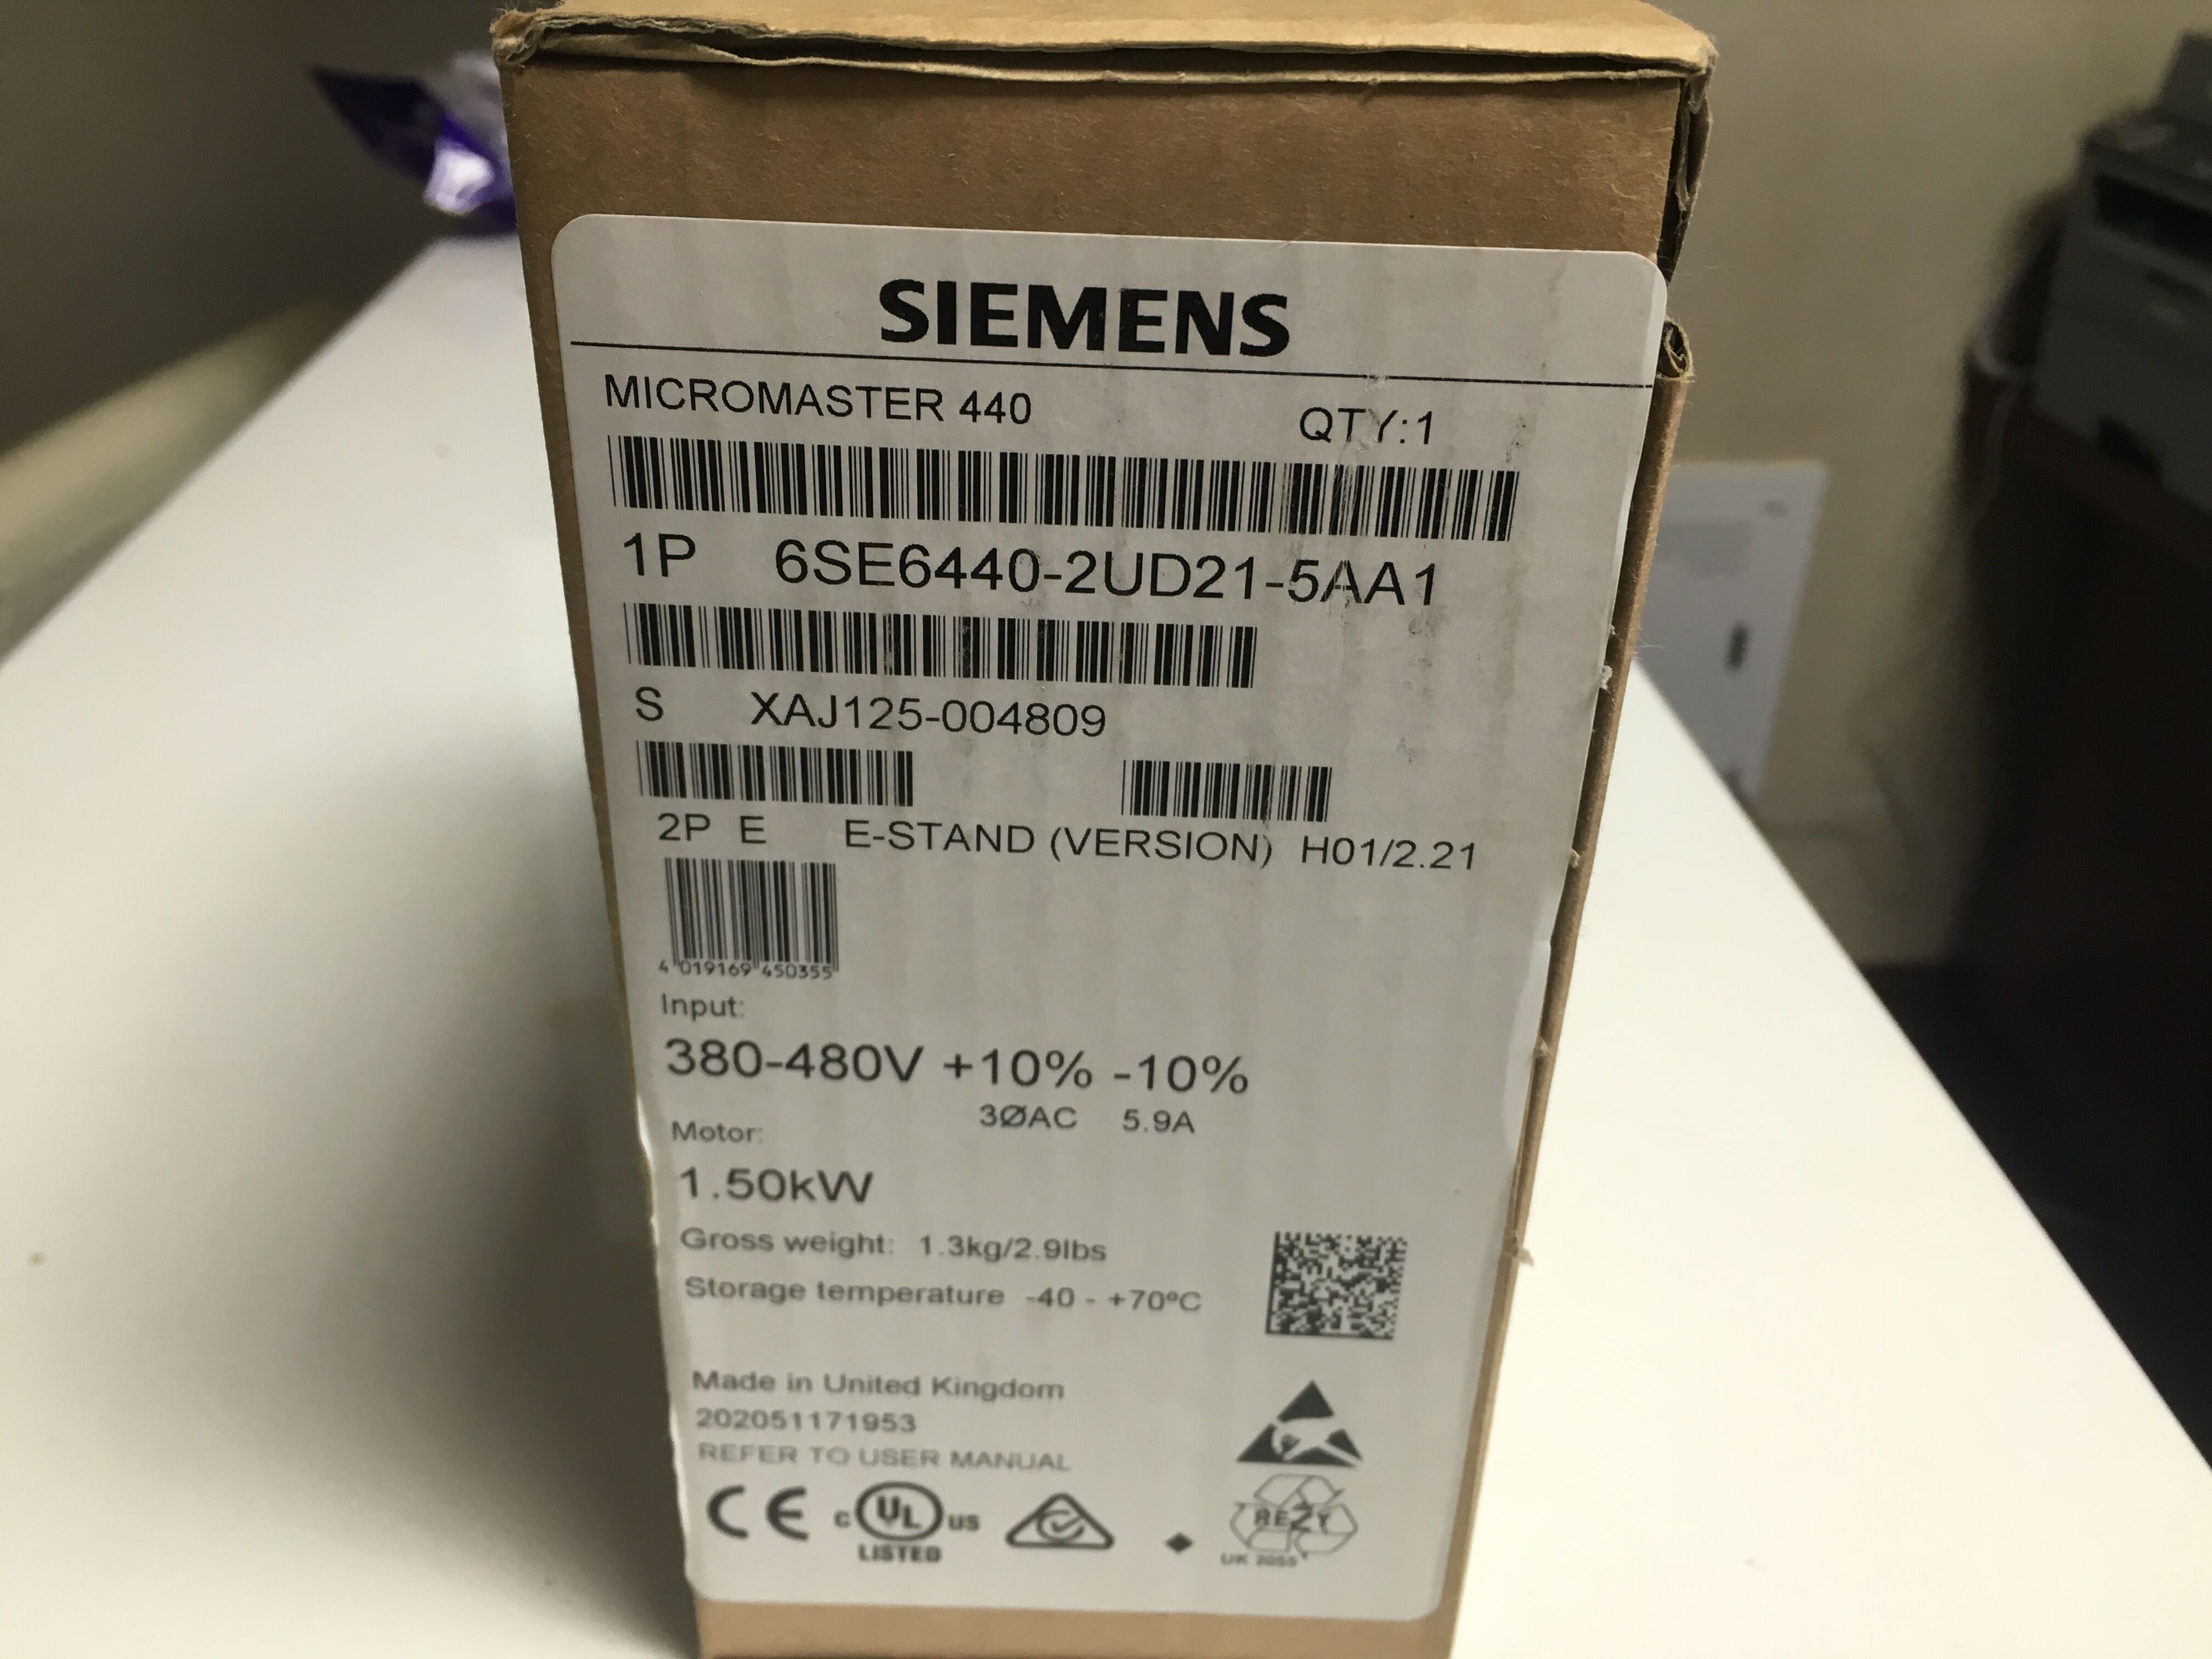 SIEMENS
MICROMASTER 440 QTY:1
1P 6SE6440-2UD21-5AA1
S XAJ125-004809
2P E E-STAND (VERSION) H01/2.21
4 019169 450355
Input:
380-480V +10% -10%
3ØAC 5.9A
Motor:
1.50kW
Gross weight: 1.3kg/2.9lbs
Storage temperature -40 - +70ºC
Made in United Kingdom
202051171953
REFER TO USER MANUAL
CE c UL us
LISTED
REZY
UK 2055